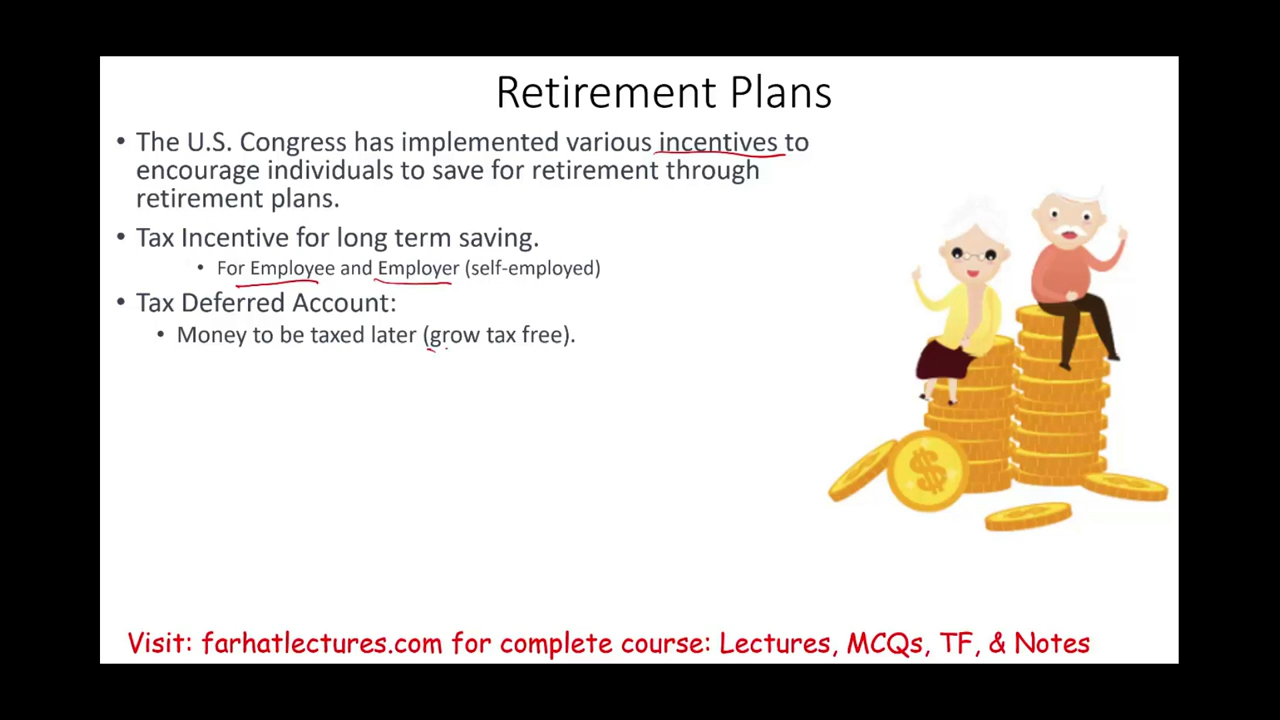 Retirement Plans
• The U.S. Congress has implemented various incentives to
encourage individuals to save for retirement through
retirement plans.
• Tax Incentive for long term saving.
• For Employee and Employer (self-employed)
• Tax Deferred Account:
• Money to be taxed later (grow tax free).
$
Visit: farhatlectures.com for complete course: Lectures, MCQs, TF, & Notes